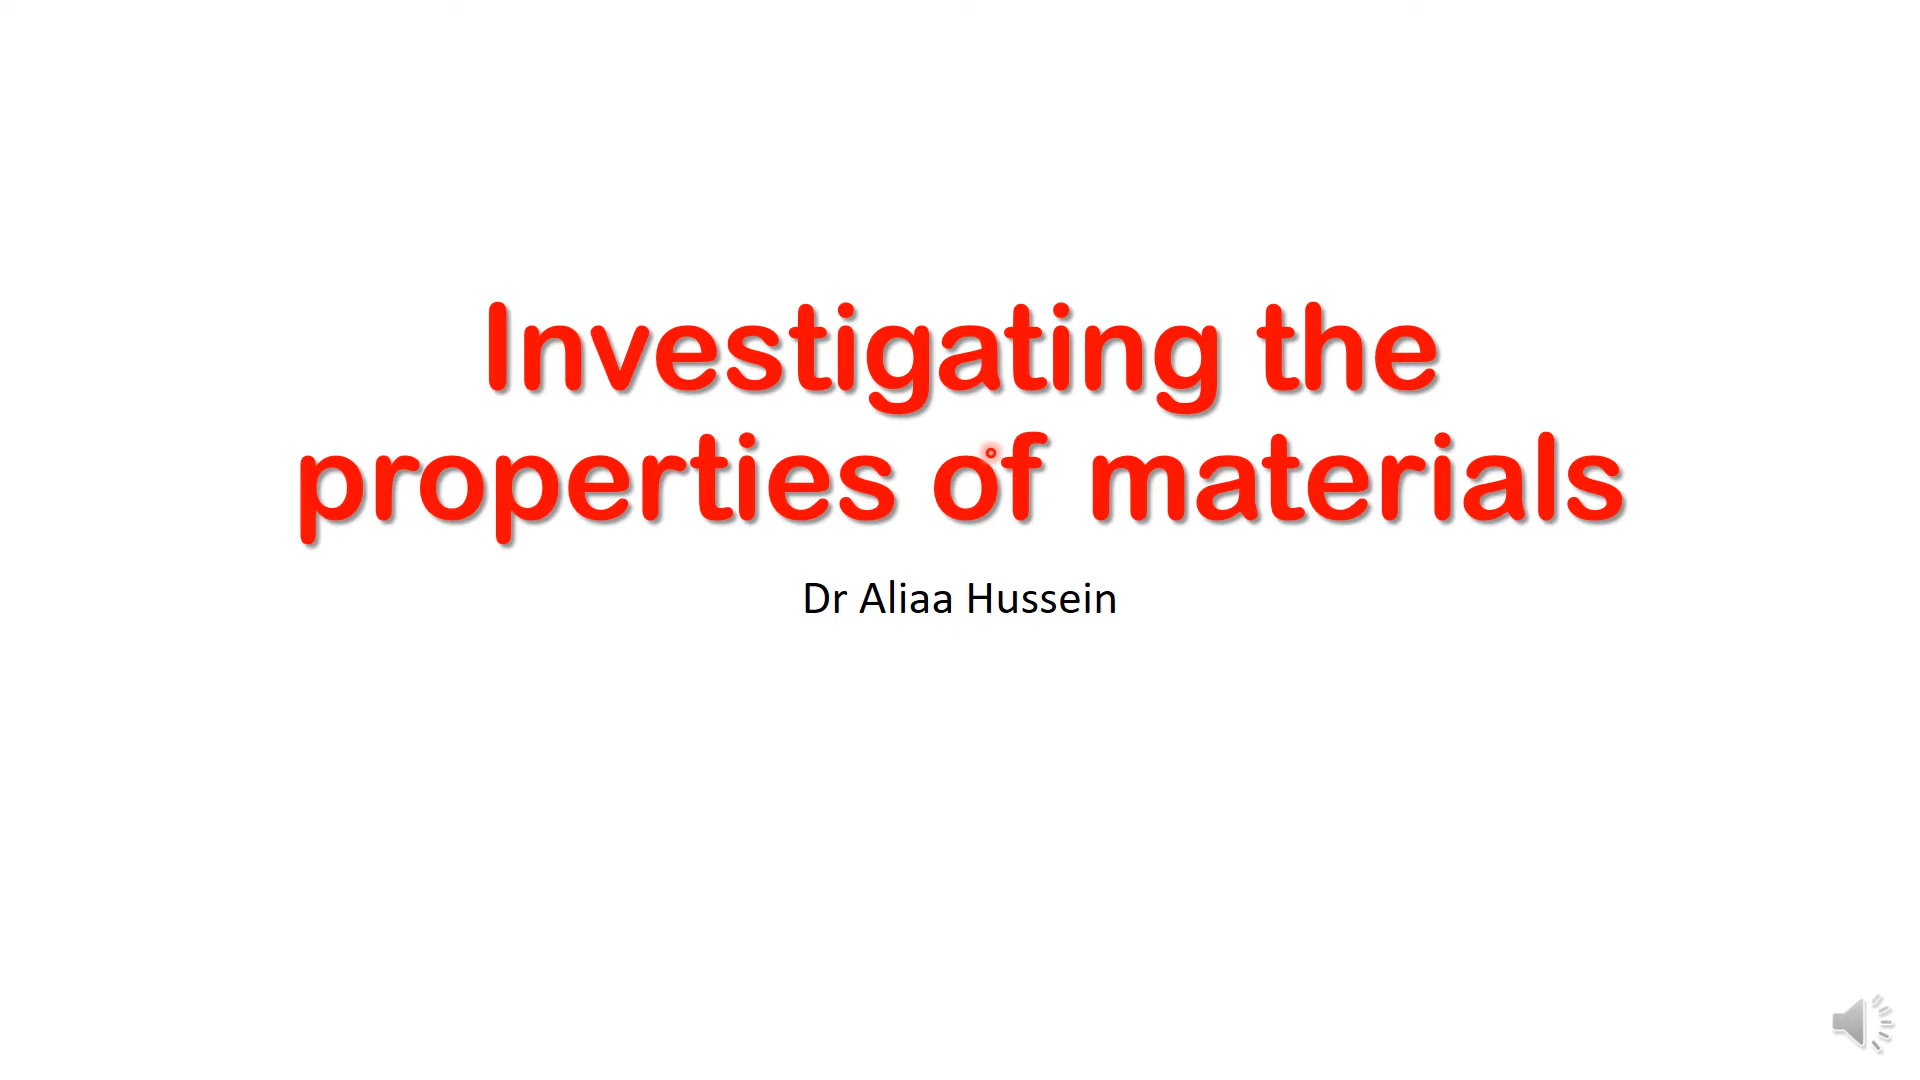 Investigating the
properties of materials
Dr Aliaa Hussein